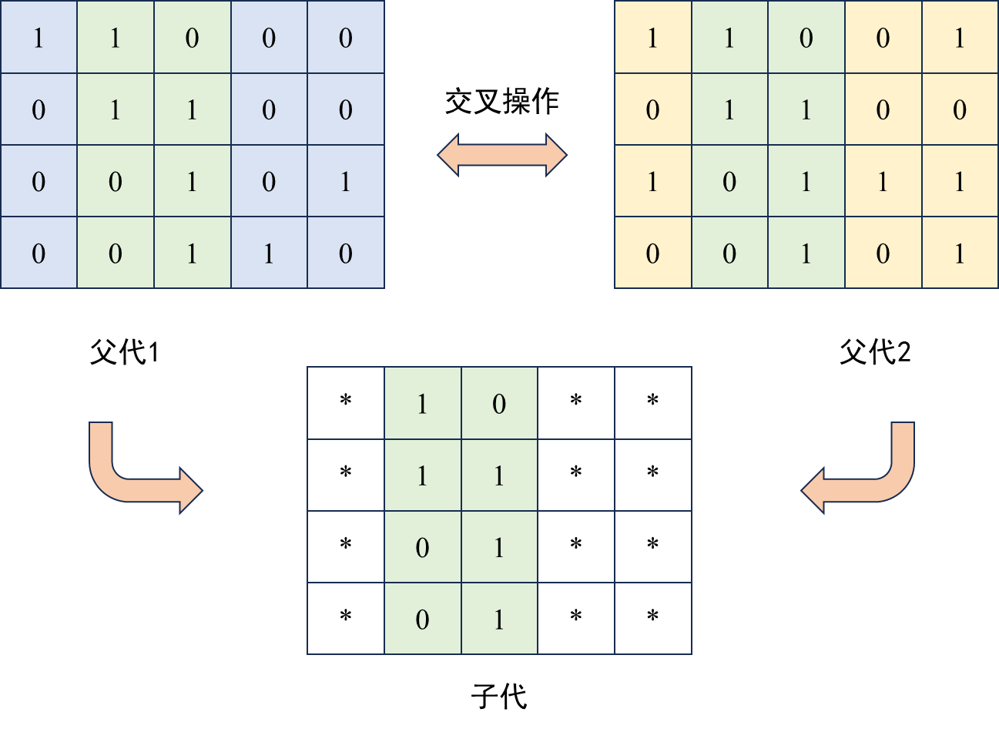 1 1 0 0 0
0 1 1 0 0
0 0 1 0 1
0 0 1 1 0
交叉操作
1 1 0 0 1
0 1 1 0 0
1 0 1 1 1
0 0 1 0 1
父代1
父代2
* 1 0 * *
* 1 1 * *
* 0 1 * *
* 0 1 * *
子代